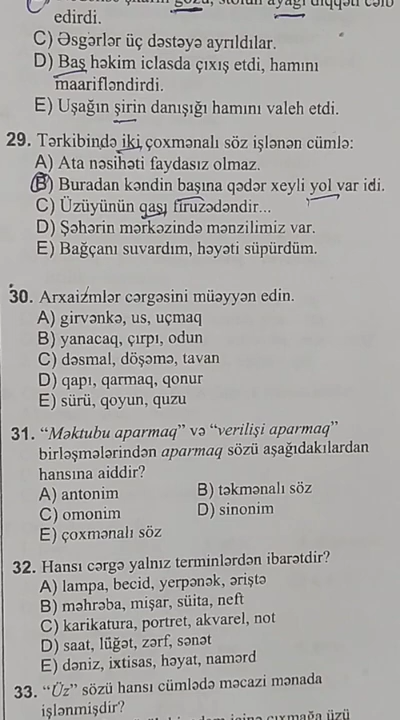 edirdi.
C) Əsgərlər üç dəstəyə ayrıldılar.
D) Baş həkim iclasda çıxış etdi, hamını
maarifləndirdi.
E) Uşağın şirin danışığı hamını valeh etdi.
29. Tərkibində iki çoxmənalı söz işlənən cümlə:
A) Ata nəsihəti faydasız olmaz.
B) Buradan kəndin başına qədər xeyli yol var idi.
C) Üzüyünün qaşı firuzədəndir...
D) Şəhərin mərkəzində mənzilimiz var.
E) Bağçanı suvardım, həyəti süpürdüm.
30. Arxaizmlər cərgəsini müəyyən edin.
A) girvənkə, us, uçmaq
B) yanacaq, çırpı, odun
C) dəsmal, döşəmə, tavan
D) qapı, qarmaq, qonur
E) sürü, qoyun, quzu
31. “Məktubu aparmaq” və “verilişi aparmaq”
birləşmələrindən aparmaq sözü aşağıdakılardan
hansına aiddir?
A) antonim B) təkmənalı söz
C) omonim D) sinonim
E) çoxmənalı söz
32. Hansı cərgə yalnız terminlərdən ibarətdir?
A) lampa, becid, yerpənək, əriştə
B) məhrəba, mişar, süita, neft
C) karikatura, portret, akvarel, not
D) saat, lüğət, zərf, sənət
E) dəniz, ixtisas, həyat, namərd
33. “Üz” sözü hansı cümlədə məcazi mənada
işlənmişdir?